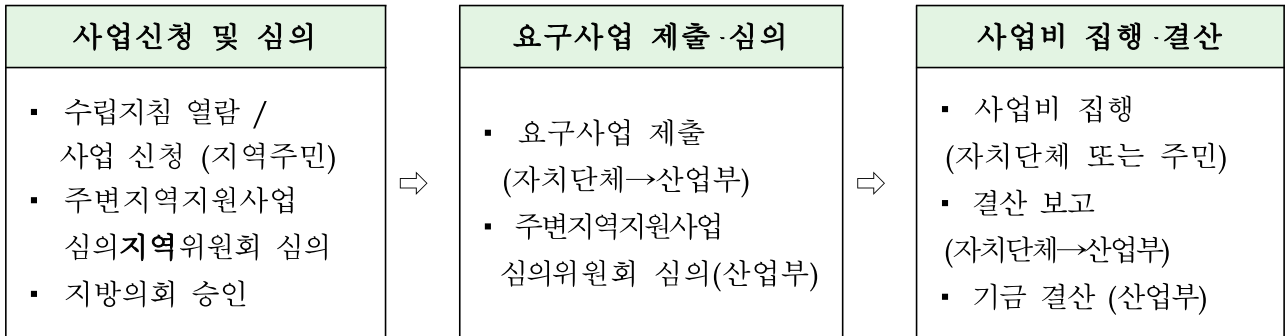 사업신청 및 심의
▪ 수립지침 열람 /
사업 신청 (지역주민)
▪ 주변지역지원사업
심의지역위원회 심의
▪ 지방의회 승인
⇨
요구사업 제출·심의
▪ 요구사업 제출
(자치단체→산업부)
▪ 주변지역지원사업
심의위원회 심의(산업부)
⇨
사업비 집행·결산
▪ 사업비 집행
(자치단체 또는 주민)
▪ 결산 보고
(자치단체→산업부)
▪ 기금 결산 (산업부)